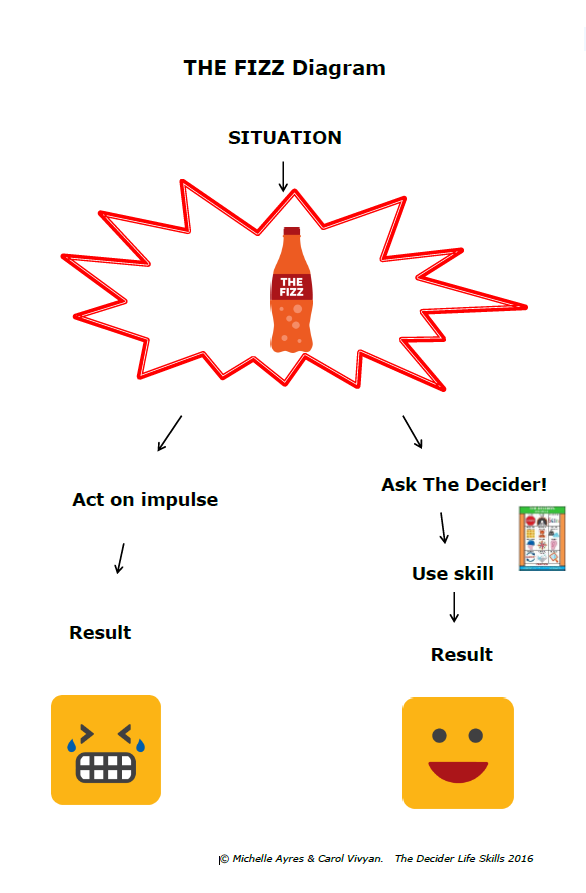 THE FIZZ Diagram
SITUATION
THE
FIZZ
Act on impulse
Ask The Decider!
Use skill
Result
Result
© Michelle Ayres & Carol Vivyan. The Decider Life Skills 2016